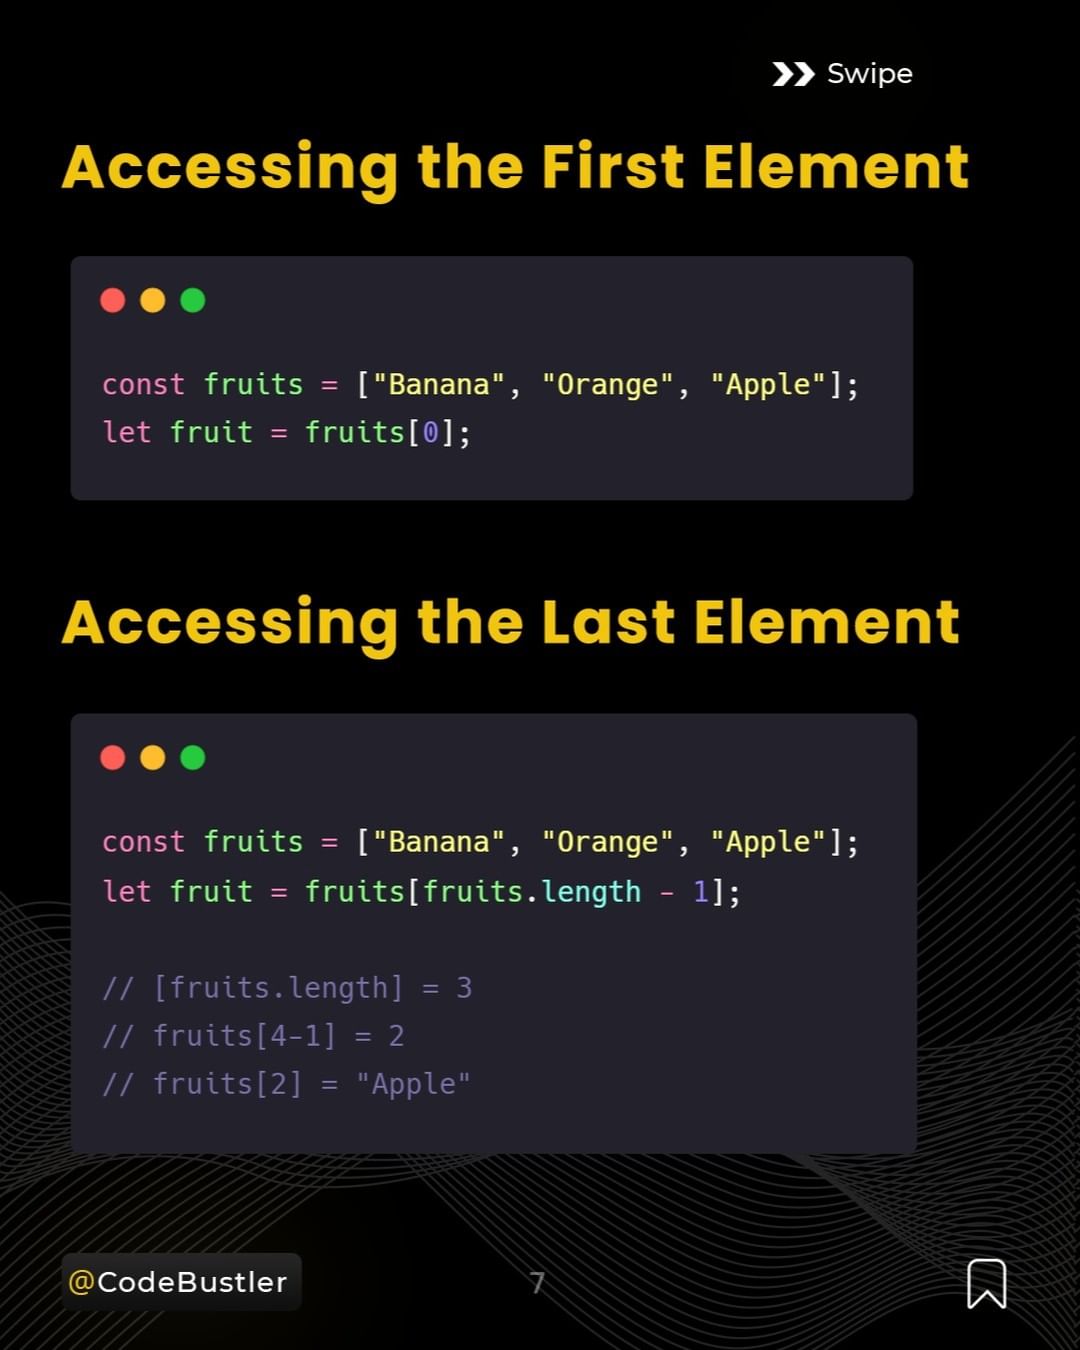 Swipe
Accessing the First Element
const fruits = ["Banana", "Orange", "Apple"];
let fruit = fruits[0];
Accessing the Last Element
const fruits = ["Banana", "Orange", "Apple"];
let fruit = fruits[fruits.length - 1];
// [fruits.length] = 3
// fruits[4-1] = 2
// fruits[2] = "Apple"
@CodeBustler
7